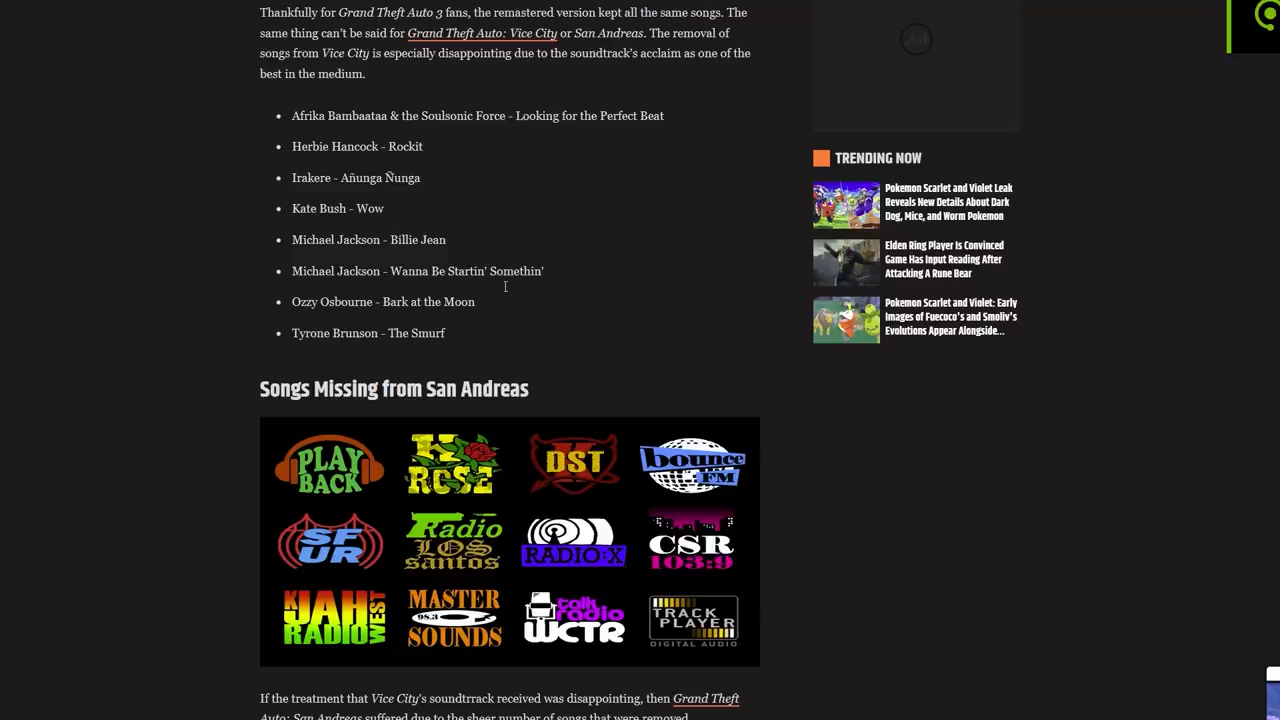 Thankfully for Grand Theft Auto 3 fans, the remastered version kept all the same songs. The
same thing can't be said for Grand Theft Auto: Vice City or San Andreas. The removal of
songs from Vice City is especially disappointing due to the soundtrack's acclaim as one of the
best in the medium.
Afrika Bambaataa & the Soulsonic Force - Looking for the Perfect Beat
Herbie Hancock - Rockit
Irakere - Añunga Ñunga
Kate Bush - Wow
Michael Jackson - Billie Jean
Michael Jackson - Wanna Be Startin' Somethin'
Ozzy Osbourne - Bark at the Moon
Tyrone Brunson - The Smurf
Songs Missing from San Andreas
PLAY
BACK
K
ROSE
K
DST
bounce
FM
SF
UR
Radio
LOS
santos
RADIO:X
CSR
103:9
K
JAH
RADIO
WEST
MASTER
98.3
SOUNDS
talk
radio
WCTR
TRACK
PLAYER
DIGITAL AUDIO
If the treatment that Vice City's soundtrrack received was disappointing, then Grand Theft
Auto: San Andreas suffered due to the sheer number of songs that were removed.
Ad
TRENDING NOW
Pokemon Scarlet and Violet Leak
Reveals New Details About Dark
Dog, Mice, and Worm Pokemon
Elden Ring Player Is Convinced
Game Has Input Reading After
Attacking A Rune Bear
Pokemon Scarlet and Violet: Early
Images of Fuecoco's and Smoliv's
Evolutions Appear Alongside...